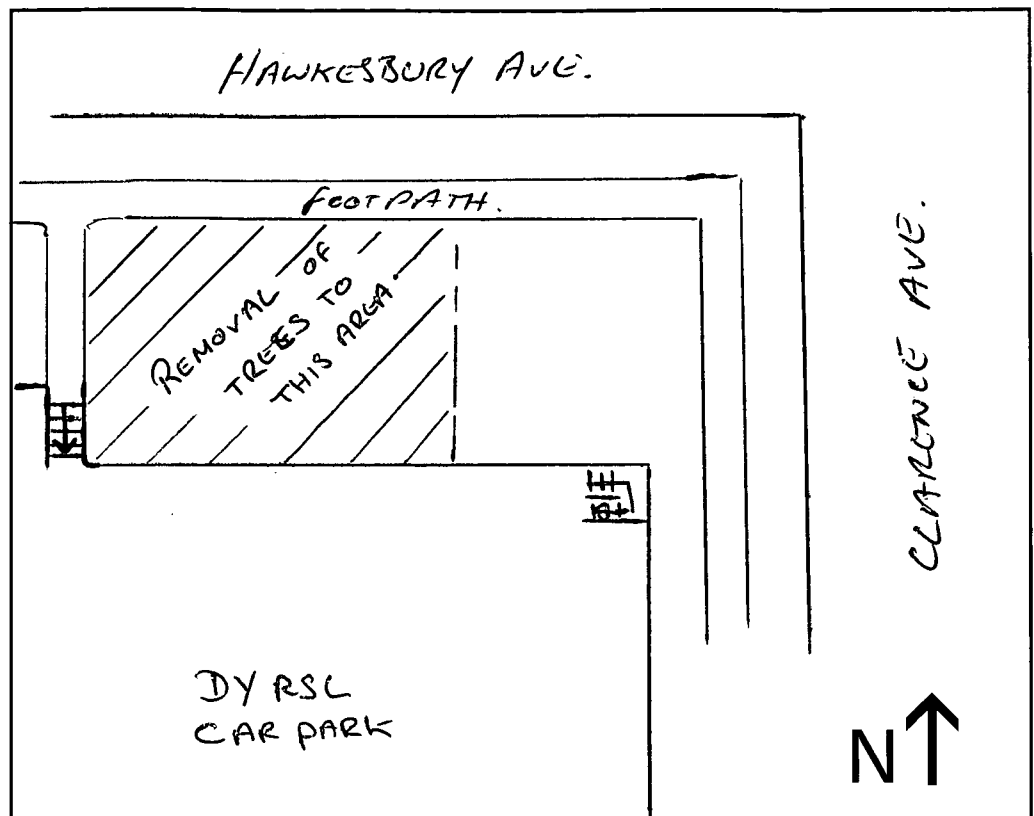 HAWKESBURY AVE.
FOOTPATH.
REMOVAL OF
TREES TO
THIS AREA.
CLARENCE AVE.
DY RSL
CAR PARK
N